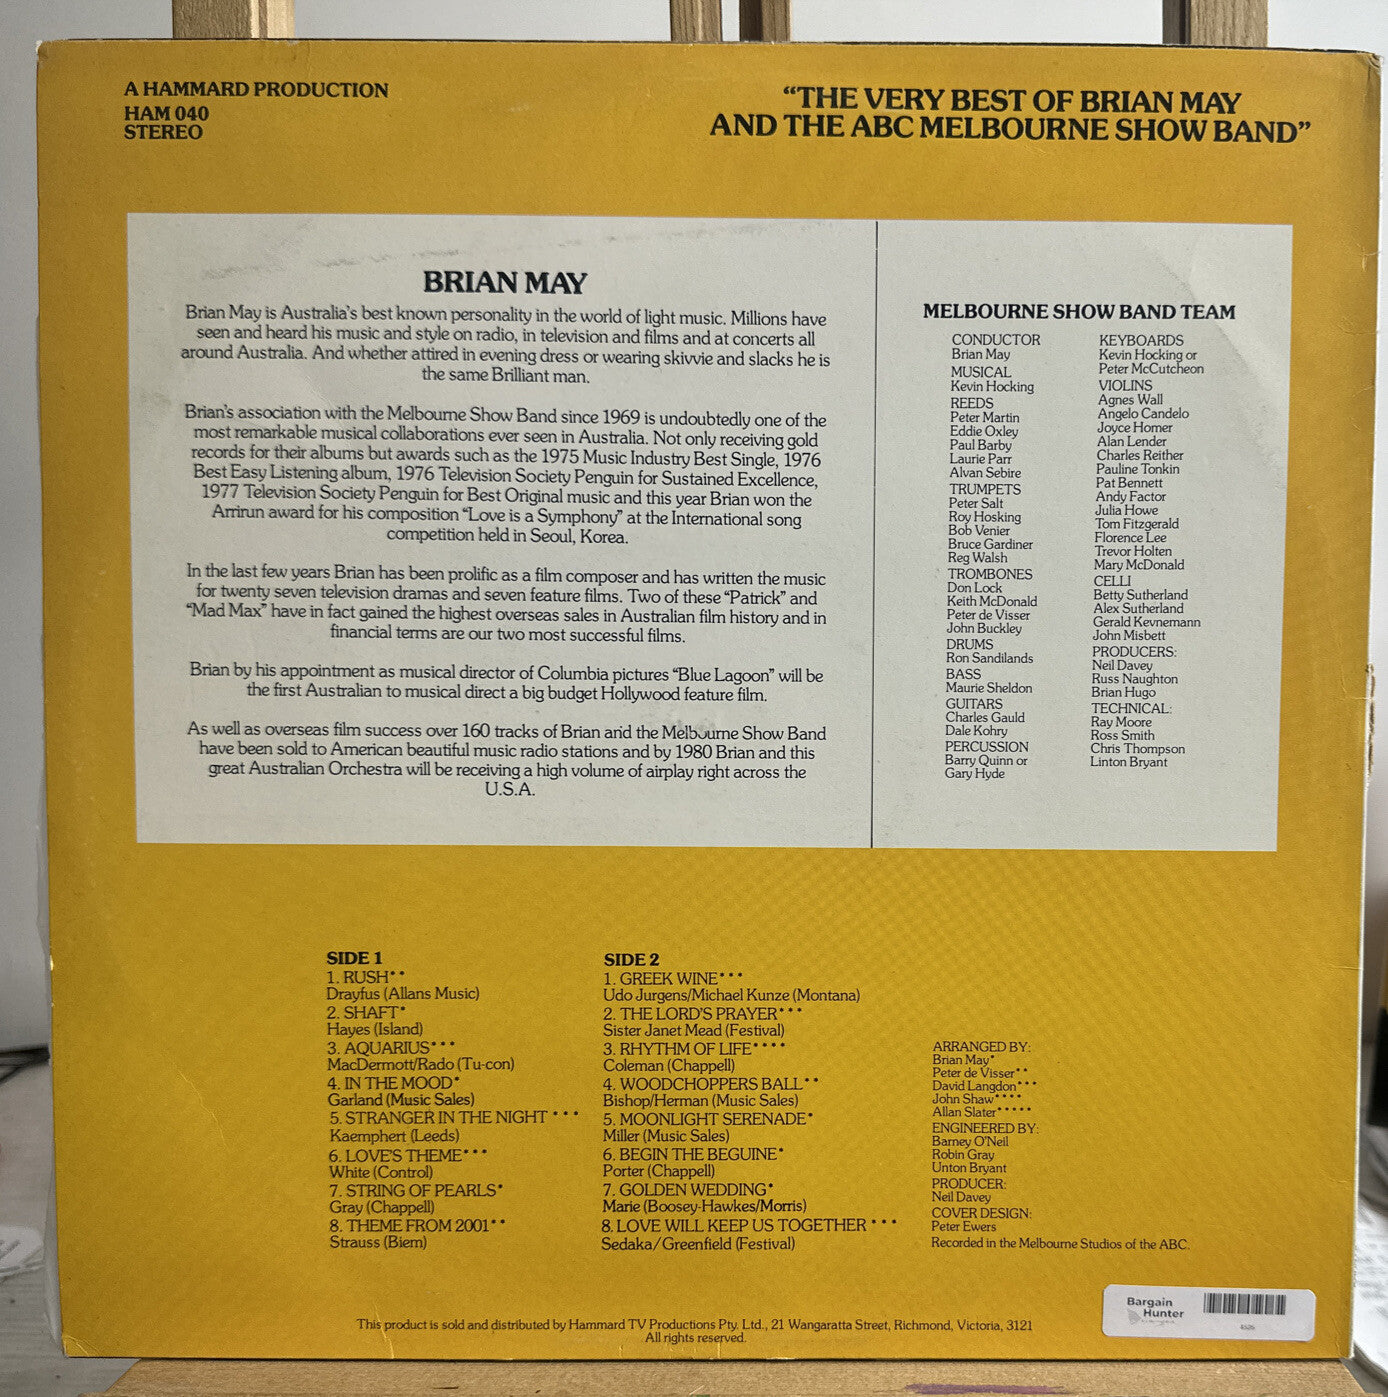 A HAMMARD PRODUCTION
HAM 040
STEREO
“THE VERY BEST OF BRIAN MAY
AND THE ABC MELBOURNE SHOW BAND”
BRIAN MAY
Brian May is Australia's best known personality in the world of light music. Millions have
seen and heard his music and style on radio, in television and films and at concerts all
around Australia. And whether attired in evening dress or wearing skivvie and slacks he is
the same Brilliant man.
Brian's association with the Melbourne Show Band since 1969 is undoubtedly one of the
most remarkable musical collaborations ever seen in Australia. Not only receiving gold
records for their albums but awards such as the 1975 Music Industry Best Single, 1976
Best Easy Listening album, 1976 Television Society Penguin for Sustained Excellence,
1977 Television Society Penguin for Best Original music and this year Brian won the
Arrirun award for his composition “Love is a Symphony” at the International song
competition held in Seoul, Korea.
In the last few years Brian has been prolific as a film composer and has written the music
for twenty seven television dramas and seven feature films. Two of these “Patrick” and
“Mad Max” have in fact gained the highest overseas sales in Australian film history and in
financial terms are our two most successful films.
Brian by his appointment as musical director of Columbia pictures “Blue Lagoon” will be
the first Australian to musical direct a big budget Hollywood feature film.
As well as overseas film success over 160 tracks of Brian and the Melbourne Show Band
have been sold to American beautiful music radio stations and by 1980 Brian and this
great Australian Orchestra will be receiving a high volume of airplay right across the
U.S.A.
MELBOURNE SHOW BAND TEAM
CONDUCTOR
Brian May
MUSICAL
Kevin Hocking
REEDS
Peter Martin
Eddie Oxley
Paul Barby
Laurie Parr
Alvan Sebire
TRUMPETS
Peter Salt
Roy Hosking
Bob Venier
Bruce Gardiner
Reg Walsh
TROMBONES
Don Lock
Keith McDonald
Peter de Visser
John Buckley
DRUMS
Ron Sandilands
BASS
Maurie Sheldon
GUITARS
Charles Gauld
Dale Kohry
PERCUSSION
Barry Quinn or
Gary Hyde
KEYBOARDS
Kevin Hocking or
Peter McCutcheon
VIOLINS
Agnes Wall
Angelo Candelo
Joyce Homer
Alan Lender
Charles Reither
Pauline Tonkin
Pat Bennett
Andy Factor
Julia Howe
Tom Fitzgerald
Florence Lee
Trevor Holten
Mary McDonald
CELLI
Betty Sutherland
Alex Sutherland
Gerald Kevnemann
John Misbett
PRODUCERS:
Neil Davey
Russ Naughton
Brian Hugo
TECHNICAL:
Ray Moore
Ross Smith
Chris Thompson
Linton Bryant
SIDE 1
1. RUSH**
Drayfus (Allans Music)
2. SHAFT*
Hayes (Island)
3. AQUARIUS***
MacDermott/Rado (Tu-con)
4. IN THE MOOD*
Garland (Music Sales)
5. STRANGER IN THE NIGHT ***
Kaemphert (Leeds)
6. LOVE'S THEME***
White (Control)
7. STRING OF PEARLS*
Gray (Chappell)
8. THEME FROM 2001**
Strauss (Biem)
SIDE 2
1. GREEK WINE***
Udo Jurgens/Michael Kunze (Montana)
2. THE LORD'S PRAYER***
Sister Janet Mead (Festival)
3. RHYTHM OF LIFE****
Coleman (Chappell)
4. WOODCHOPPERS BALL**
Bishop/Herman (Music Sales)
5. MOONLIGHT SERENADE*
Miller (Music Sales)
6. BEGIN THE BEGUINE*
Porter (Chappell)
7. GOLDEN WEDDING*
Marie (Boosey-Hawkes/Morris)
8. LOVE WILL KEEP US TOGETHER ***
Sedaka/Greenfield (Festival)
ARRANGED BY:
Brian May*
Peter de Visser**
David Langdon***
John Shaw****
Allan Slater*****
ENGINEERED BY:
Barney O'Neil
Robin Gray
Unton Bryant
PRODUCER:
Neil Davey
COVER DESIGN:
Peter Ewers
Recorded in the Melbourne Studios of the ABC.
This product is sold and distributed by Hammard TV Productions Pty. Ltd., 21 Wangaratta Street, Richmond, Victoria, 3121
All rights reserved.
Bargain
Hunter